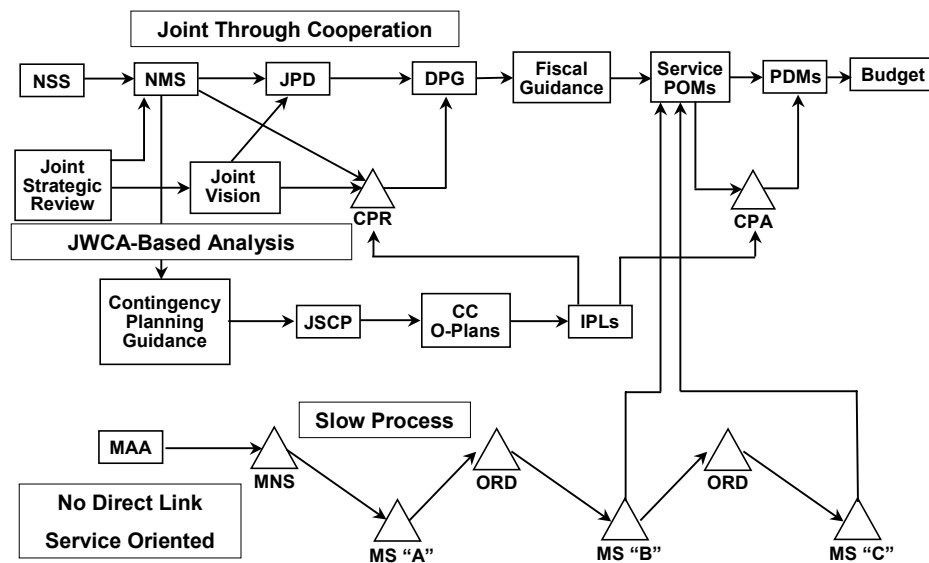 Joint Through Cooperation
NSS
NMS
JPD
DPG
Fiscal
Guidance
Service
POMs
PDMs
Budget
Joint
Strategic
Review
Joint
Vision
CPR
CPA
JWCA-Based Analysis
Contingency
Planning
Guidance
JSCP
CC
O-Plans
IPLs
Slow Process
MAA
MNS
ORD
ORD
No Direct Link
Service Oriented
MS “A”
MS “B”
MS “C”